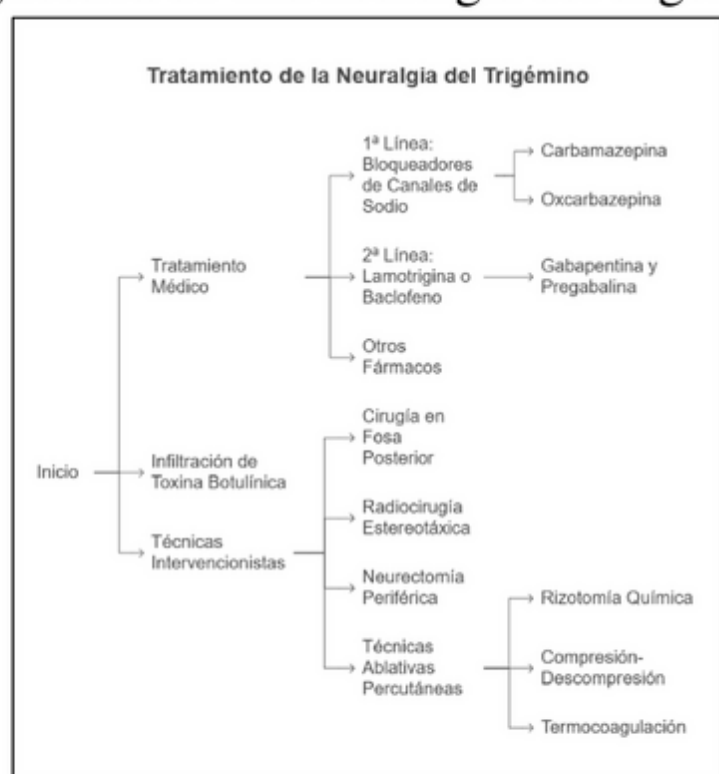 Tratamiento de la Neuralgia del Trigémino
1ª Línea:
Bloqueadores
de Canales de
Sodio
Carbamazepina
Oxcarbazepina
Tratamiento
Médico
2ª Línea:
Lamotrigina o
Baclofeno
Gabapentina y
Pregabalina
Otros
Fármacos
Inicio
Infiltración de
Toxina Botulínica
Técnicas
Intervencionistas
Cirugía en
Fosa
Posterior
Radiocirugía
Estereotáxica
Neurectomía
Periférica
Técnicas
Ablativas
Percutáneas
Rizotomía Química
Compresión-
Descompresión
Termocoagulación